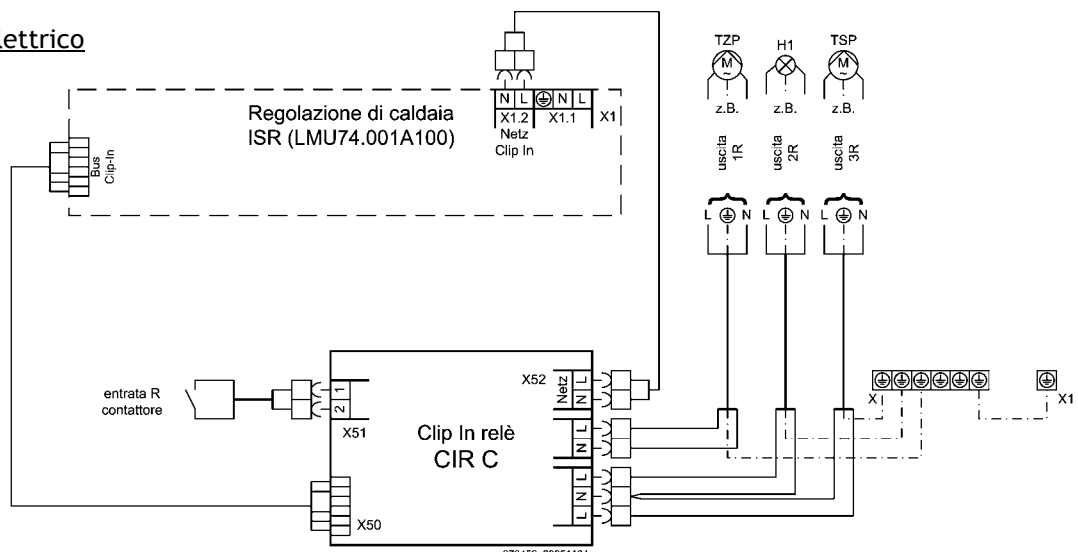 lettrico
TZP
H1
TSP
M
~
M
~
z.B.
z.B.
z.B.
N L N L
X1.2 X1.1 X1
Netz
Clip In
Regolazione di caldaia
ISR (LMU74.001A100)
Bus
Clip-In
uscita
1R
uscita
2R
uscita
3R
L N L N L N
entrata R
contattore
1
2
X51
X52
Netz
L
N
L
N
L
N
L
Clip In relè
CIR C
X50
X
X1